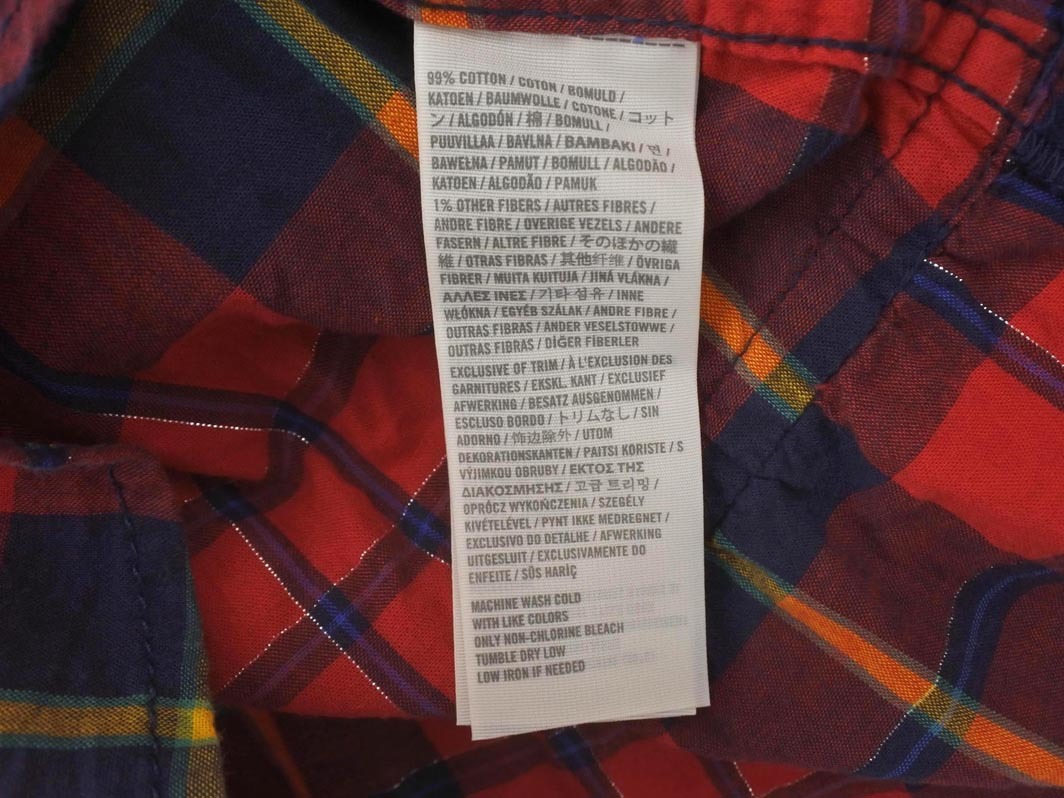 99% COTTON / COTON / BOMULD /
KATOEN / BAUMWOLLE / COTONE / コット
ン / ALGODÓN / 棉 / BOMULL /
PUUVILLAA / BAVLNA / ΒΑΜΒΑΚΙ / 면 /
BAWEŁNA / PAMUT / BOMULL / ALGODÃO /
KATOEN / ALGODÃO / PAMUK
1% OTHER FIBERS / AUTRES FIBRES /
ANDRE FIBRE / OVERIGE VEZELS / ANDERE
FASERN / ALTRE FIBRE / そのほかの繊
維 / OTRAS FIBRAS / 其他纤维 / ÖVRIGA
FIBRER / MUITA KUITUJA / JINÁ VLÁKNA /
ΑΛΛΕΣ ΙΝΕΣ / 기타 섬유 / INNE
WŁÓKNA / EGYÉB SZÁLAK / ANDRE FIBRE /
OUTRAS FIBRAS / ANDER VESELSTOWWE /
OUTRAS FIBRAS / DİĞER FİBERLER
EXCLUSIVE OF TRIM / À L'EXCLUSION DES
GARNITURES / EKSKL. KANT / EXCLUSIEF
AFWERKING / BESATZ AUSGENOMMEN /
ESCLUSO BORDO / トリムなし / SIN
ADORNO / 饰边除外 / UTOM
DEKORATIONSKANTEN / PAITSI KORISTE / S
VÝJIMKOU OBRUBY / ΕΚΤΟΣ ΤΗΣ
ΔΙΑΚΟΣΜΗΣΗΣ / 고급 트리밍 /
OPRÓCZ WYKOŃCZENIA / SZEGÉLY
KIVÉTELÉVEL / PYNT IKKE MEDREGNET /
EXCLUSIVO DO DETALHE / AFWERKING
UITGESLUIT / EXCLUSIVAMENTE DO
ENFEITE / SÜS HARİÇ
MACHINE WASH COLD
WITH LIKE COLORS
ONLY NON-CHLORINE BLEACH
TUMBLE DRY LOW
LOW IRON IF NEEDED